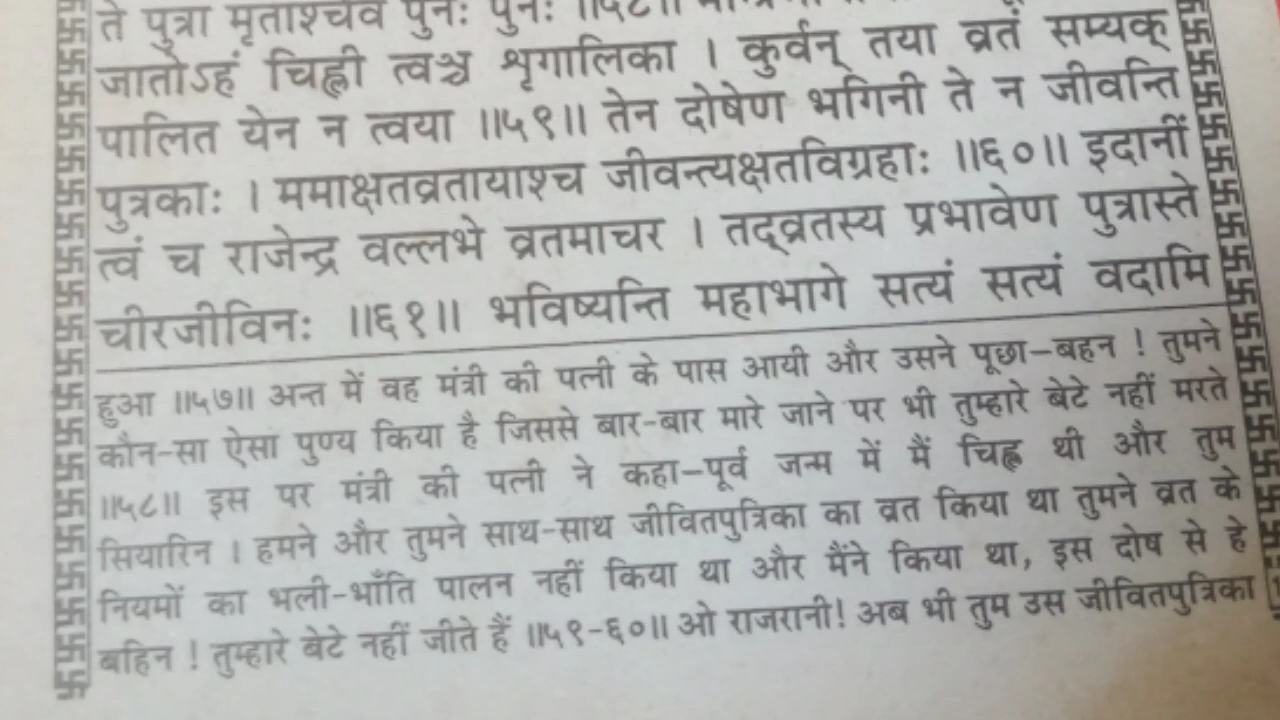 ते पुत्रा मृताश्चैव पुनः पुनः ॥५८॥
जातोऽहं चिह्ली त्वञ्च शृगालिका । कुर्वन् तया व्रतं सम्यक्
पालित येन न त्वया ॥५९॥ तेन दोषेण भगिनी ते न जीवन्ति
पुत्रकाः । ममाक्षतव्रतायाश्च जीवन्त्यक्षतविग्रहाः ॥६०॥ इदानीं
त्वं च राजेन्द्र वल्लभे व्रतमाचर । तद्व्रतस्य प्रभावेण पुत्रास्ते
चीरजीविनः ॥६१॥ भविष्यन्ति महाभागे सत्यं सत्यं वदामि
हुआ ॥५७॥ अन्त में वह मंत्री की पत्नी के पास आयी और उसने पूछा-बहन ! तुमने
कौन-सा ऐसा पुण्य किया है जिससे बार-बार मारे जाने पर भी तुम्हारे बेटे नहीं मरते
॥५८॥ इस पर मंत्री की पत्नी ने कहा-पूर्व जन्म में मैं चिह्ल थी और तुम
सियारिन । हमने और तुमने साथ-साथ जीवितपुत्रिका का व्रत किया था तुमने व्रत के
नियमों का भली-भाँति पालन नहीं किया था और मैंने किया था, इस दोष से हे
बहिन ! तुम्हारे बेटे नहीं जीते हैं ॥५९-६०॥ ओ राजरानी! अब भी तुम उस जीवितपुत्रिका